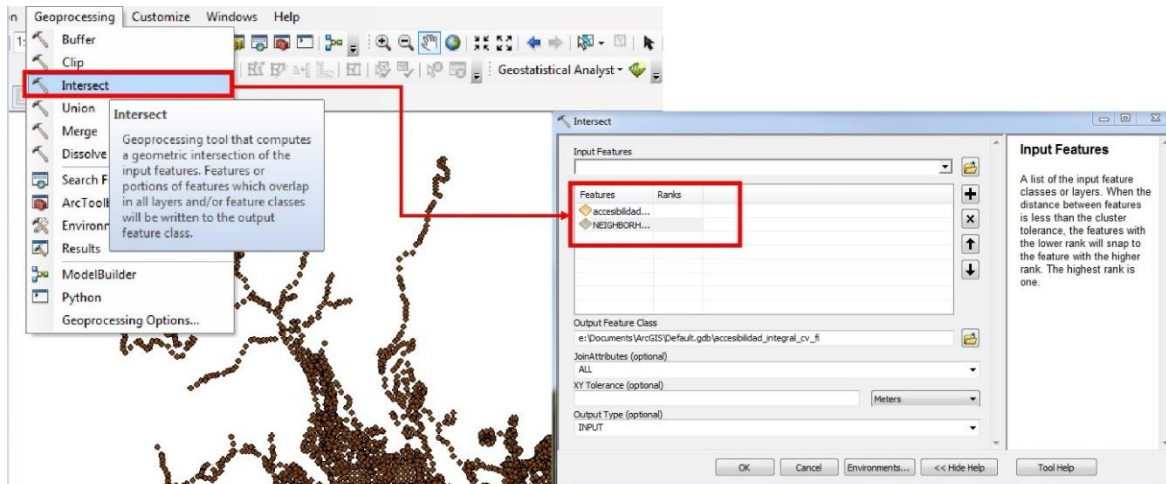 Geoprocessing Customize Windows Help
Buffer
Clip
Intersect
Union
Merge
Dissolve
Search F
ArcToolb
Environm
Results
ModelBuilder
Python
Geoprocessing Options...
Intersect
Geoprocessing tool that computes
a geometric intersection of the
input features. Features or
portions of features which overlap
in all layers and/or feature classes
will be written to the output
feature class.
Geostatistical Analyst
Intersect
Input Features
Features Ranks
accesibilidad...
NEIGHBORH...
Output Feature Class
e:\Documents\ArcGIS\Default.gdb\accesibilidad_integral_cv_fi
JoinAttributes (optional)
ALL
XY Tolerance (optional)
Meters
Output Type (optional)
INPUT
OK Cancel Environments... << Hide Help Tool Help
Input Features
A list of the input feature
classes or layers. When the
distance between features
is less than the cluster
tolerance, the features with
the lower rank will snap to
the feature with the higher
rank. The highest rank is
one.